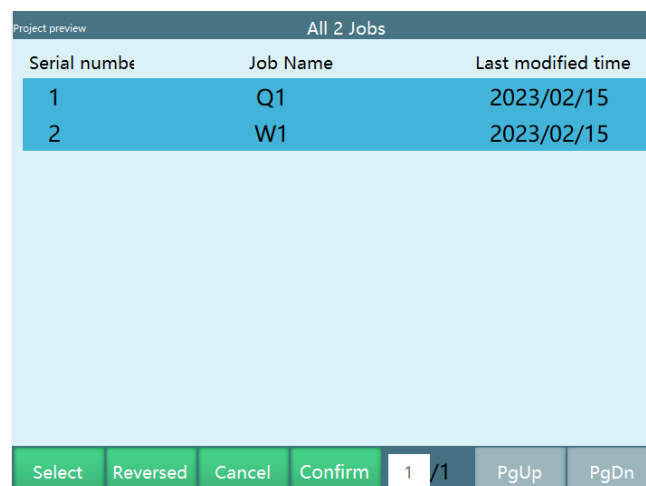 Project preview All 2 Jobs
Serial numbe Job Name Last modified time
1 Q1 2023/02/15
2 W1 2023/02/15
Select Reversed Cancel Confirm 1 /1 PgUp PgDn